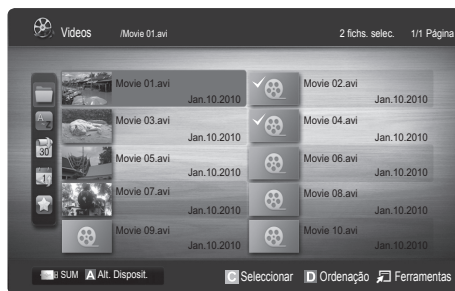 Videos /Movie 01.avi 2 fichs. selec. 1/1 Página
Movie 01.avi Movie 02.avi
Jan.10.2010 Jan.10.2010
Movie 03.avi Movie 04.avi
Jan.10.2010 Jan.10.2010
Movie 05.avi Movie 06.avi
Jan.10.2010 Jan.10.2010
Movie 07.avi Movie 08.avi
Jan.10.2010 Jan.10.2010
Movie 09.avi Movie 10.avi
Jan.10.2010 Jan.10.2010
A Z
30
1
SUM A Alt. Disposit. C Seleccionar D Ordenação Ferramentas